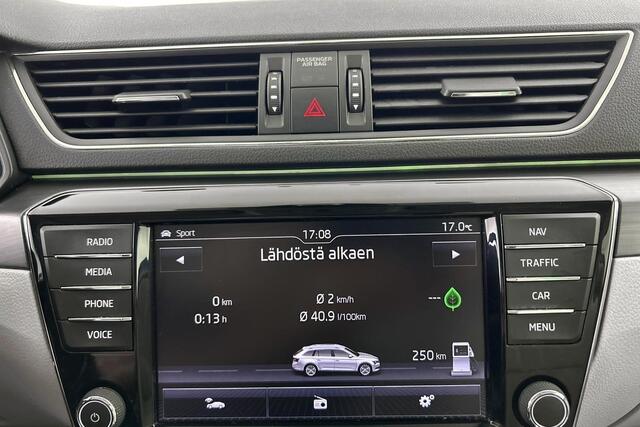 PASSENGER
AIR BAG
Sport 17:08 17.0°C
Lähdöstä alkaen
0 km Ø 2 km/h ---
0:13 h Ø 40.9 l/100km
250 km
RADIO
MEDIA
PHONE
VOICE
NAV
TRAFFIC
CAR
MENU